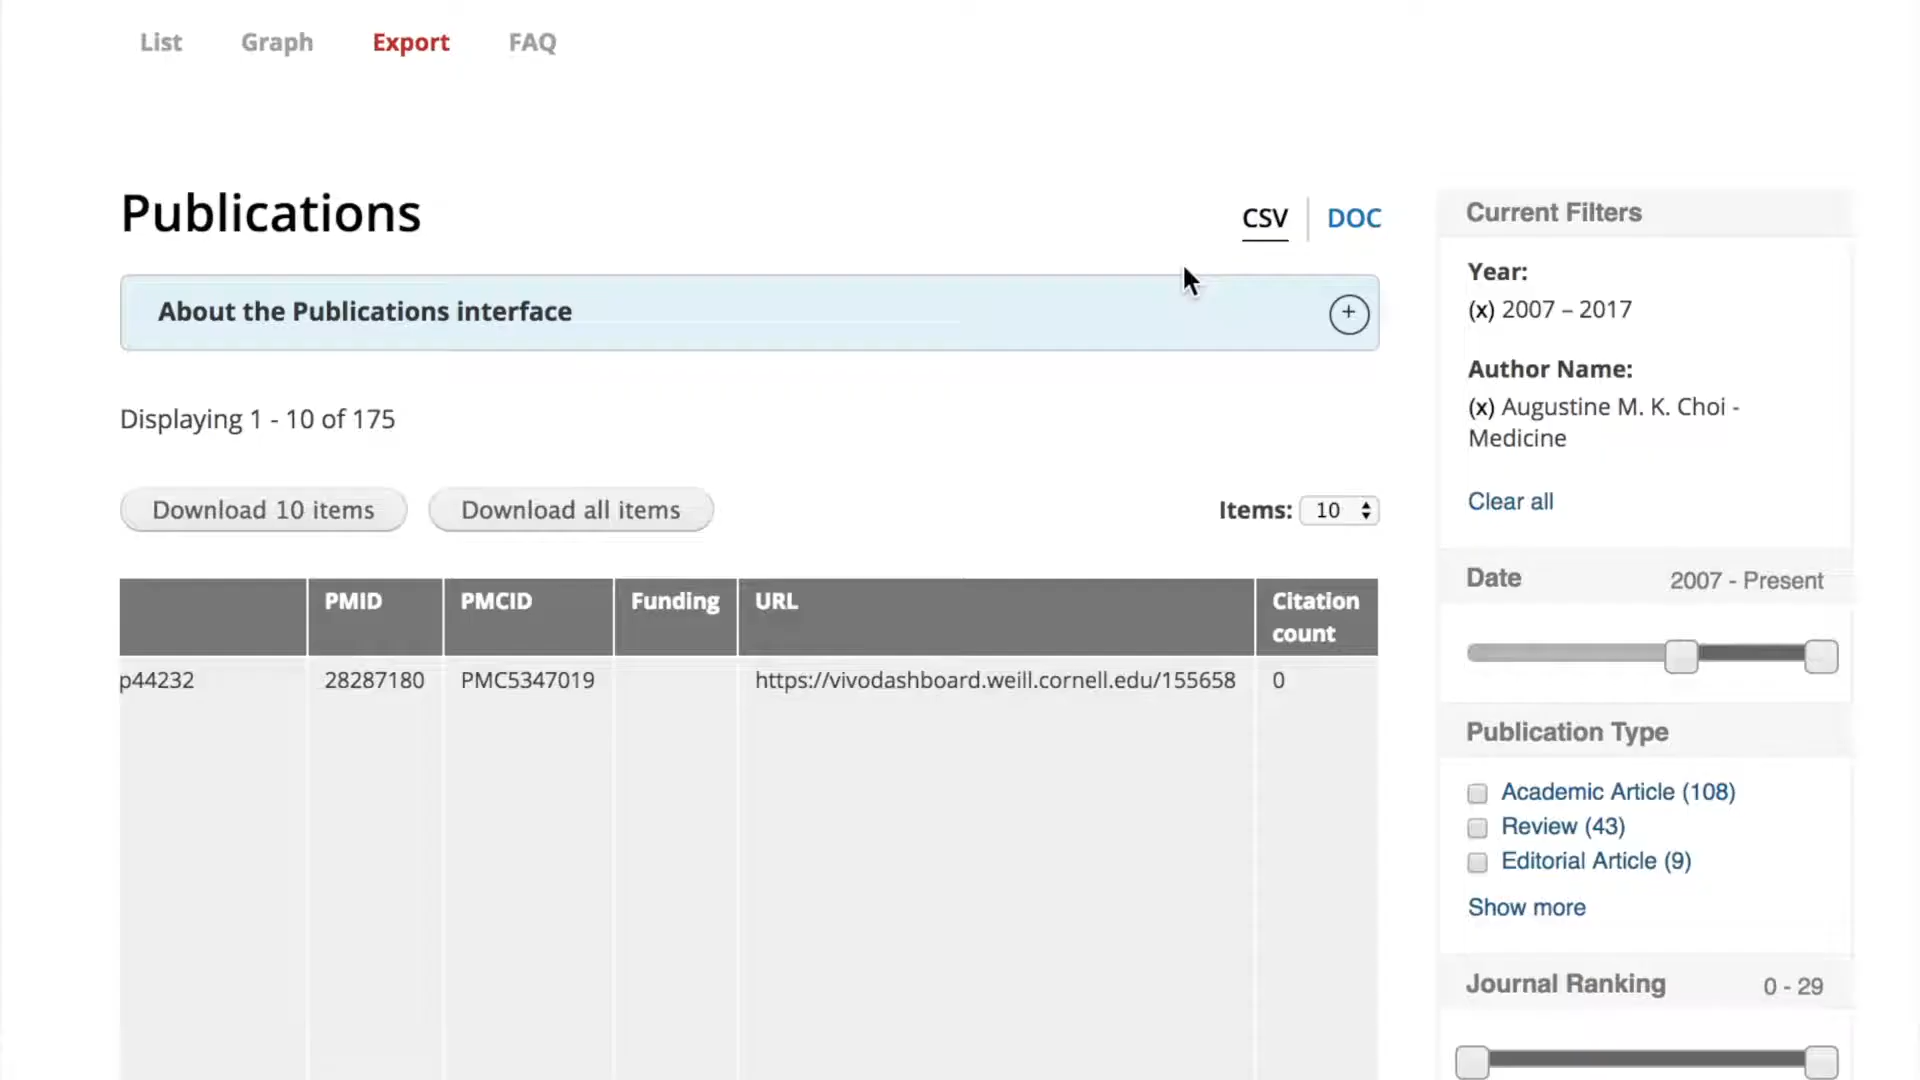 List Graph Export FAQ
Publications
CSV DOC
About the Publications interface +
Displaying 1 - 10 of 175
Download 10 items Download all items
Items: 10
PMID PMCID Funding URL Citation count
p44232 28287180 PMC5347019 https://vivodashboard.weill.cornell.edu/155658 0
Current Filters
Year:
(x) 2007 – 2017
Author Name:
(x) Augustine M. K. Choi -
Medicine
Clear all
Date 2007 - Present
Publication Type
Academic Article (108)
Review (43)
Editorial Article (9)
Show more
Journal Ranking 0 - 29